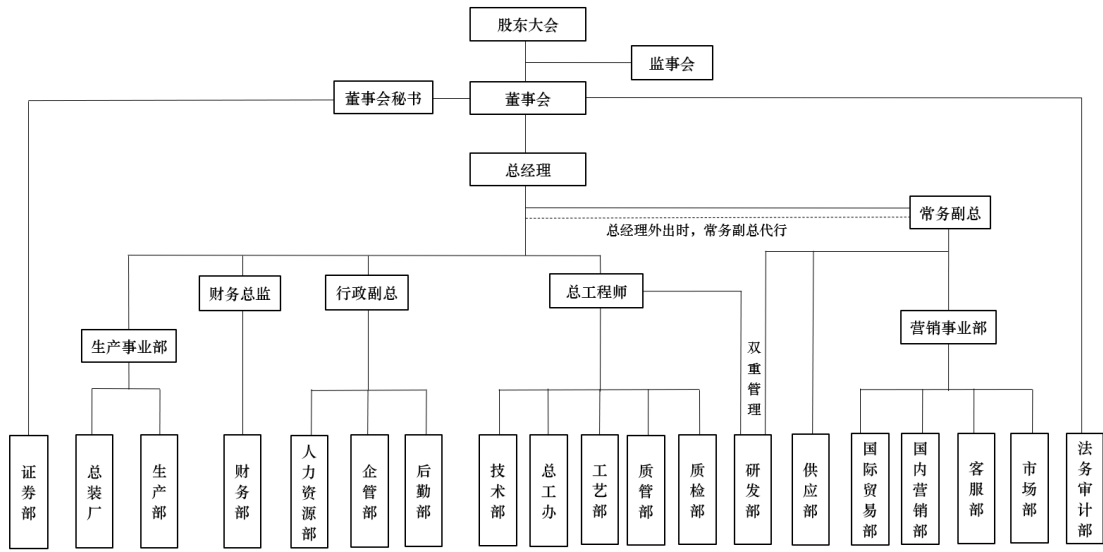 股东大会
监事会
董事会秘书
董事会
总经理
常务副总
总经理外出时，常务副总代行
财务总监
行政副总
总工程师
生产事业部
营销事业部
双重管理
证券部
总装厂
生产部
财务部
人力资源部
企管部
后勤部
技术部
总工办
工艺部
质管部
质检部
研发部
供应部
国际贸易部
国内营销部
客服部
市场部
法务审计部